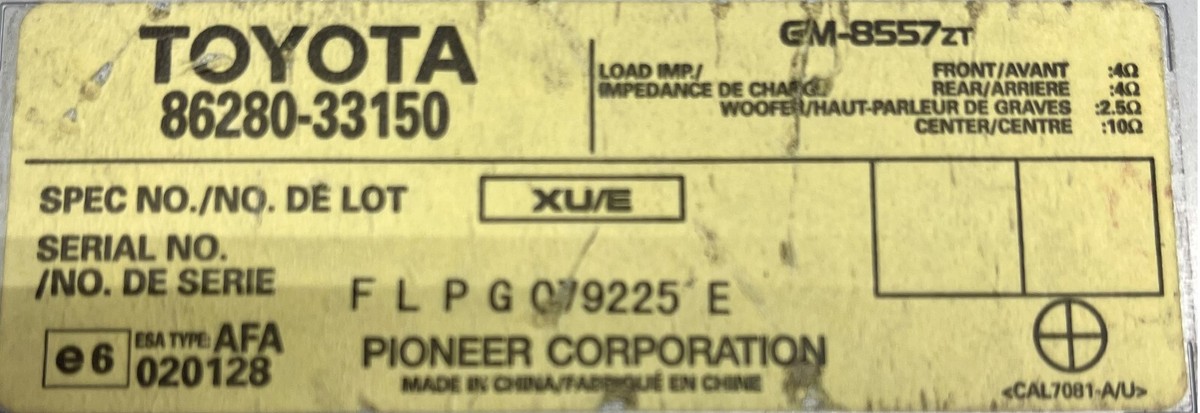 TOYOTA
86280-33150
GM-8557ZT
LOAD IMP./
IMPEDANCE DE CHARGE
FRONT/AVANT :4Ω
REAR/ARRIERE :4Ω
WOOFER/HAUT-PARLEUR DE GRAVES :2.5Ω
CENTER/CENTRE :10Ω
SPEC NO./NO. DE LOT XU/E
SERIAL NO.
/NO. DE SERIE F L P G 079225 E
e6 ESA TYPE: AFA
020128
PIONEER CORPORATION
MADE IN CHINA/FABRIQUÉ EN CHINE
<CAL7081-A/U>